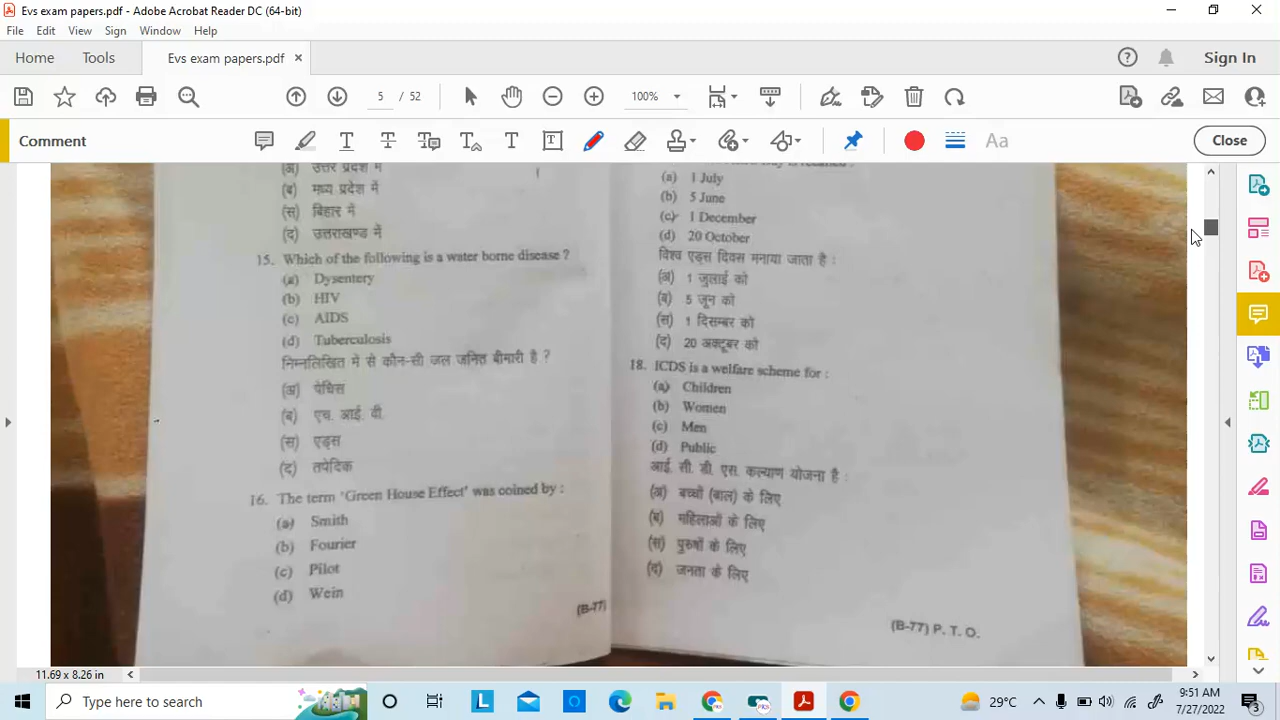 Evs exam papers.pdf - Adobe Acrobat Reader DC (64-bit)
File Edit View Sign Window Help
Home Tools Evs exam papers.pdf × Sign In
5 / 52 100%
Comment Close
(अ) उत्तर प्रदेश में
(ब) मध्य प्रदेश में
(स) बिहार में
(द) उत्तराखण्ड में
15. Which of the following is a water borne disease ?
(a) Dysentery
(b) HIV
(c) AIDS
(d) Tuberculosis
निम्नलिखित में से कौन-सी जल जनित बीमारी है ?
(अ) पेचिस
(ब) एच. आई. वी.
(स) एड्स
(द) तपेदिक
16. The term 'Green House Effect' was coined by :
(a) Smith
(b) Fourier
(c) Pilot
(d) Wein
(B-77)
(a) 1 July
(b) 5 June
(c) 1 December
(d) 20 October
विश्व एड्स दिवस मनाया जाता है :
(अ) 1 जुलाई को
(ब) 5 जून को
(स) 1 दिसम्बर को
(द) 20 अक्टूबर को
18. ICDS is a welfare scheme for :
(a) Children
(b) Women
(c) Men
(d) Public
आई. सी. डी. एस. कल्याण योजना है :
(अ) बच्चों (बाल) के लिए
(ब) महिलाओं के लिए
(स) पुरुषों के लिए
(द) जनता के लिए
(B-77) P. T. O.
11.69 x 8.26 in
Type here to search
29°C
9:51 AM
7/27/2022